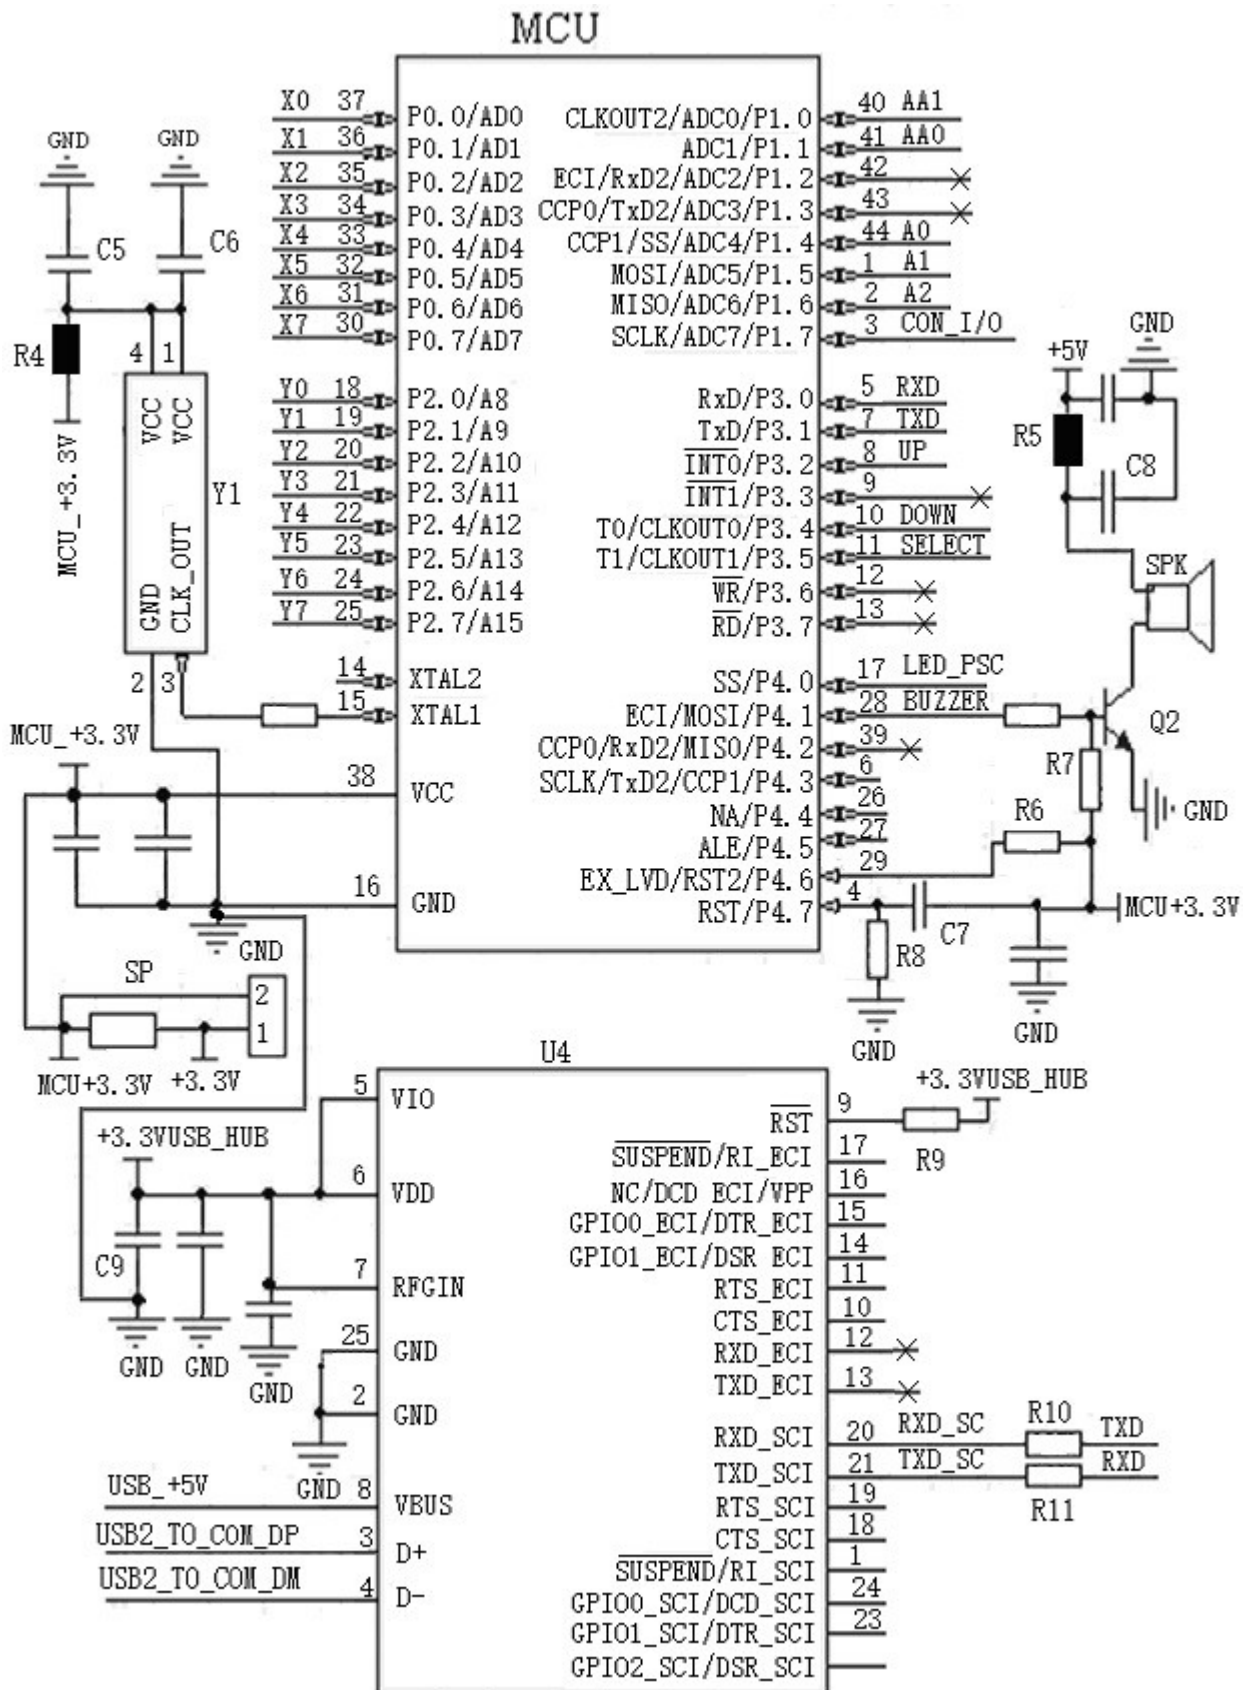 MCU
X0 37 P0.0/AD0
X1 36 P0.1/AD1
X2 35 P0.2/AD2
X3 34 P0.3/AD3
X4 33 P0.4/AD4
X5 32 P0.5/AD5
X6 31 P0.6/AD6
X7 30 P0.7/AD7
Y0 18 P2.0/A8
Y1 19 P2.1/A9
Y2 20 P2.2/A10
Y3 21 P2.3/A11
Y4 22 P2.4/A12
Y5 23 P2.5/A13
Y6 24 P2.6/A14
Y7 25 P2.7/A15
14 XTAL2
15 XTAL1
38 VCC
16 GND
CLKOUT2/ADC0/P1.0 40 AA1
ADC1/P1.1 41 AA0
ECI/RxD2/ADC2/P1.2 42
CCP0/TxD2/ADC3/P1.3 43
CCP1/SS/ADC4/P1.4 44 A0
MOSI/ADC5/P1.5 1 A1
MISO/ADC6/P1.6 2 A2
SCLK/ADC7/P1.7 3 CON_I/O
RxD/P3.0 5 RXD
TxD/P3.1 7 TXD
INT0/P3.2 8 UP
INT1/P3.3 9
T0/CLKOUT0/P3.4 10 DOWN
T1/CLKOUT1/P3.5 11 SELECT
WR/P3.6 12
RD/P3.7 13
SS/P4.0 17 LED_PSC
ECI/MOSI/P4.1 28 BUZZER
CCP0/RxD2/MISO/P4.2 39
SCLK/TxD2/CCP1/P4.3 6
NA/P4.4 26
ALE/P4.5 27
EX_LVD/RST2/P4.6 29
RST/P4.7 4
GND GND
C5 C6
R4
MCU_+3.3V
4 1
VCC
VCC
Y1
GND
CLK_OUT
2 3
MCU_+3.3V
GND
SP
2
1
MCU+3.3V +3.3V
+5V GND
R5
C8
SPK
Q2
R7
GND
R6
MCU+3.3V
C7
R8
GND
GND
U4
5 VIO
+3.3VUSB_HUB
6 VDD
C9
7 RFGIN
GND GND
GND
25 GND
2 GND
GND
USB_+5V 8 VBUS
USB2_TO_COM_DP 3 D+
USB2_TO_COM_DM 4 D-
+3.3VUSB_HUB
RST 9
R9
SUSPEND/RI_ECI 17
NC/DCD ECI/VPP 16
GPIO0_ECI/DTR_ECI 15
GPIO1_ECI/DSR ECI 14
RTS_ECI 11
CTS_ECI 10
RXD_ECI 12
TXD_ECI 13
RXD_SCI 20 RXD_SC R10 TXD
TXD_SCI 21 TXD_SC R11 RXD
RTS_SCI 19
CTS_SCI 18
SUSPEND/RI_SCI 1
GPIO0_SCI/DCD_SCI 24
GPIO1_SCI/DTR_SCI 23
GPIO2_SCI/DSR_SCI